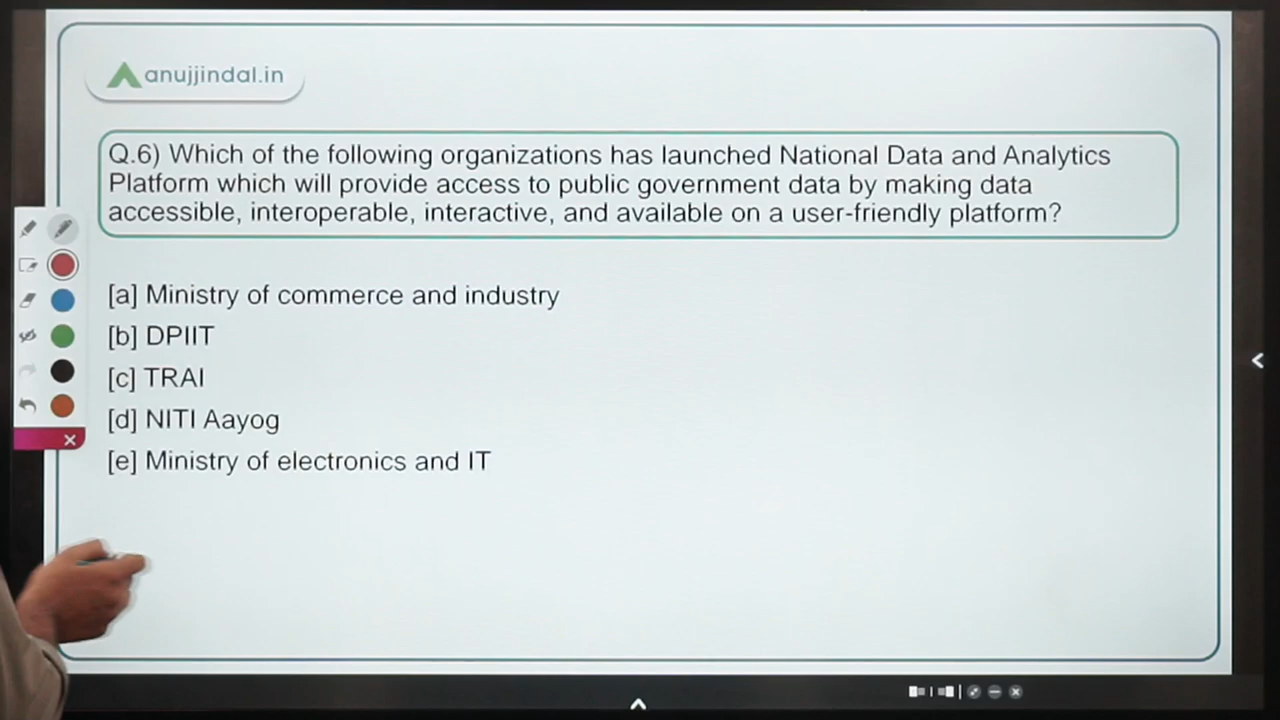 anujjindal.in
Q.6) Which of the following organizations has launched National Data and Analytics
Platform which will provide access to public government data by making data
accessible, interoperable, interactive, and available on a user-friendly platform?
[a] Ministry of commerce and industry
[b] DPIIT
[c] TRAI
[d] NITI Aayog
[e] Ministry of electronics and IT